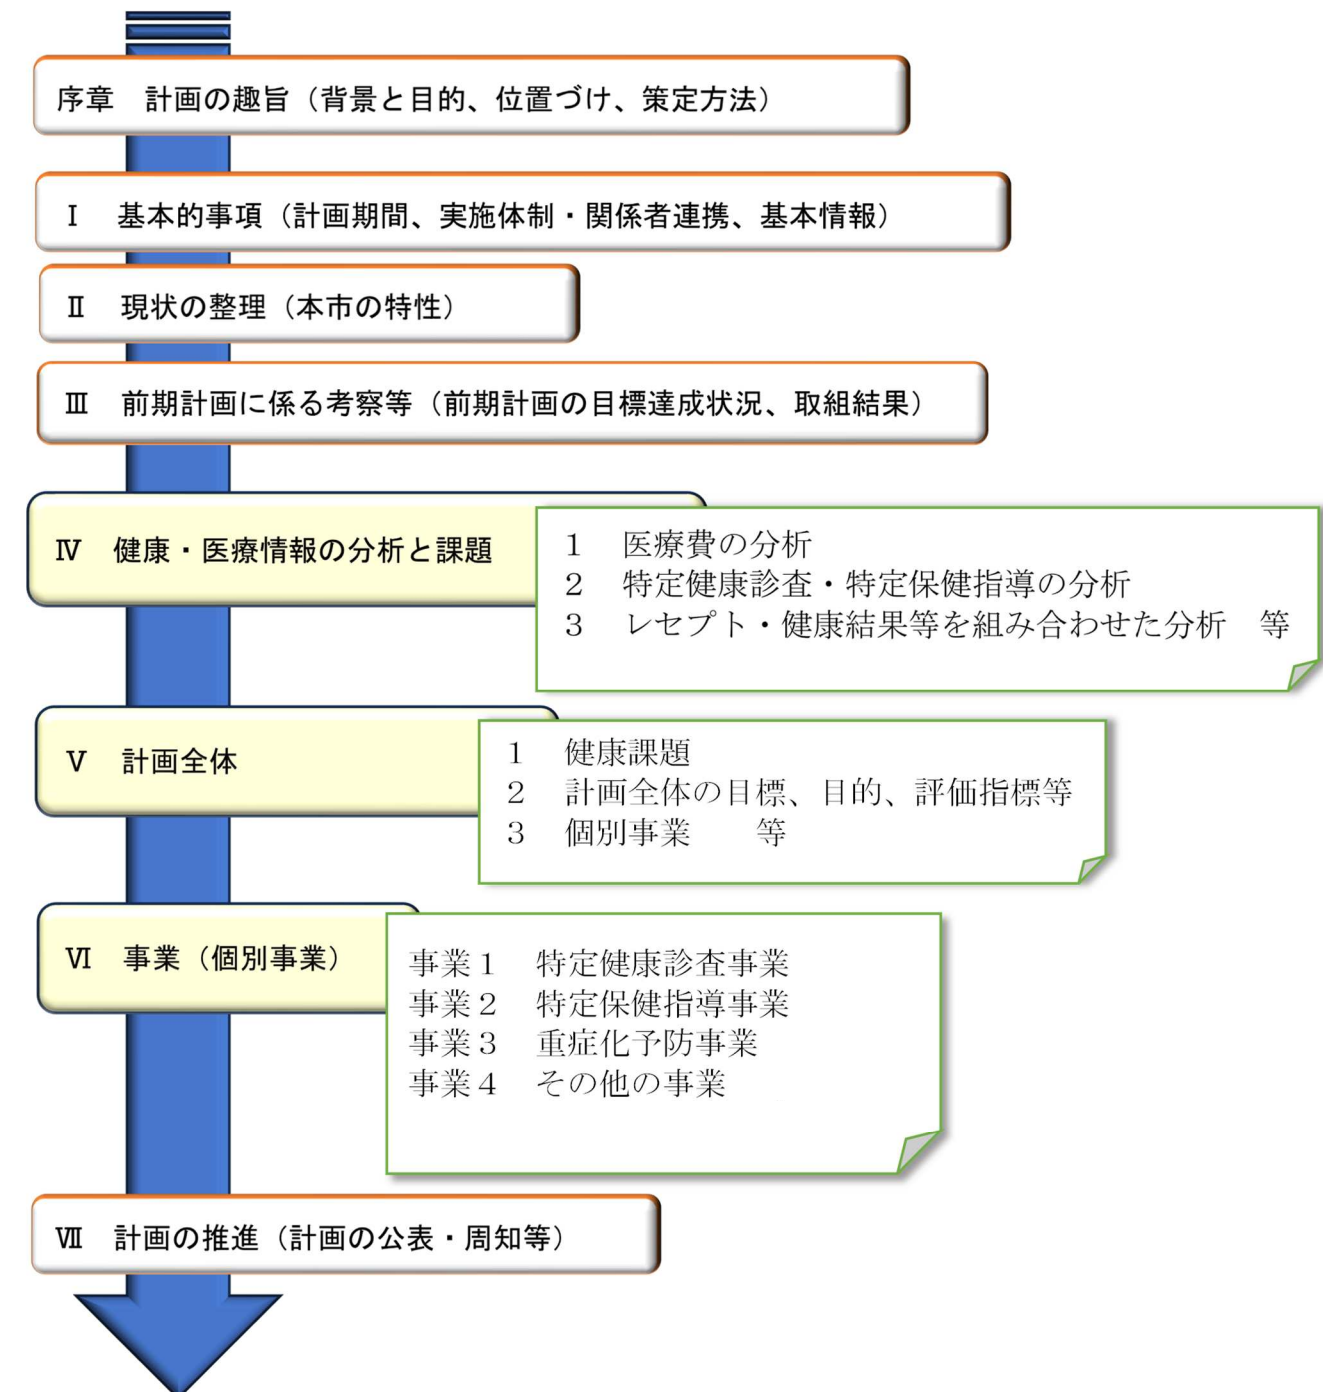 序章　計画の趣旨（背景と目的、位置づけ、策定方法）
Ⅰ　基本的事項（計画期間、実施体制・関係者連携、基本情報）
Ⅱ　現状の整理（本市の特性）
Ⅲ　前期計画に係る考察等（前期計画の目標達成状況、取組結果）
Ⅳ　健康・医療情報の分析と課題
１　医療費の分析
２　特定健康診査・特定保健指導の分析
３　レセプト・健康結果等を組み合わせた分析　等
Ⅴ　計画全体
１　健康課題
２　計画全体の目標、目的、評価指標等
３　個別事業　　等
Ⅵ　事業（個別事業）
事業１　特定健康診査事業
事業２　特定保健指導事業
事業３　重症化予防事業
事業４　その他の事業
Ⅶ　計画の推進（計画の公表・周知等）